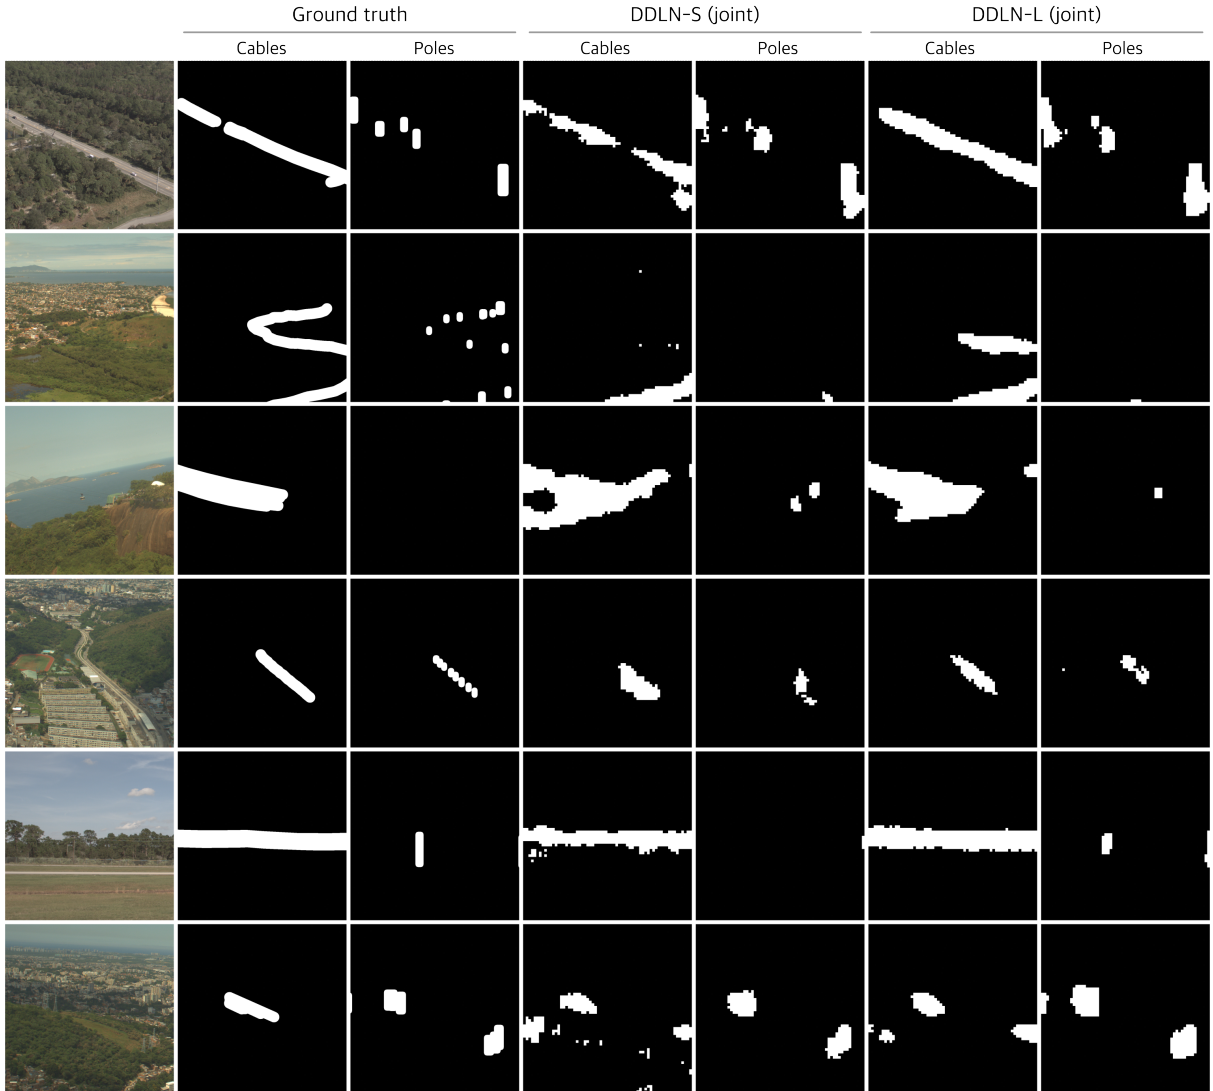 Ground truth DDLN-S (joint) DDLN-L (joint)
Cables Poles Cables Poles Cables Poles